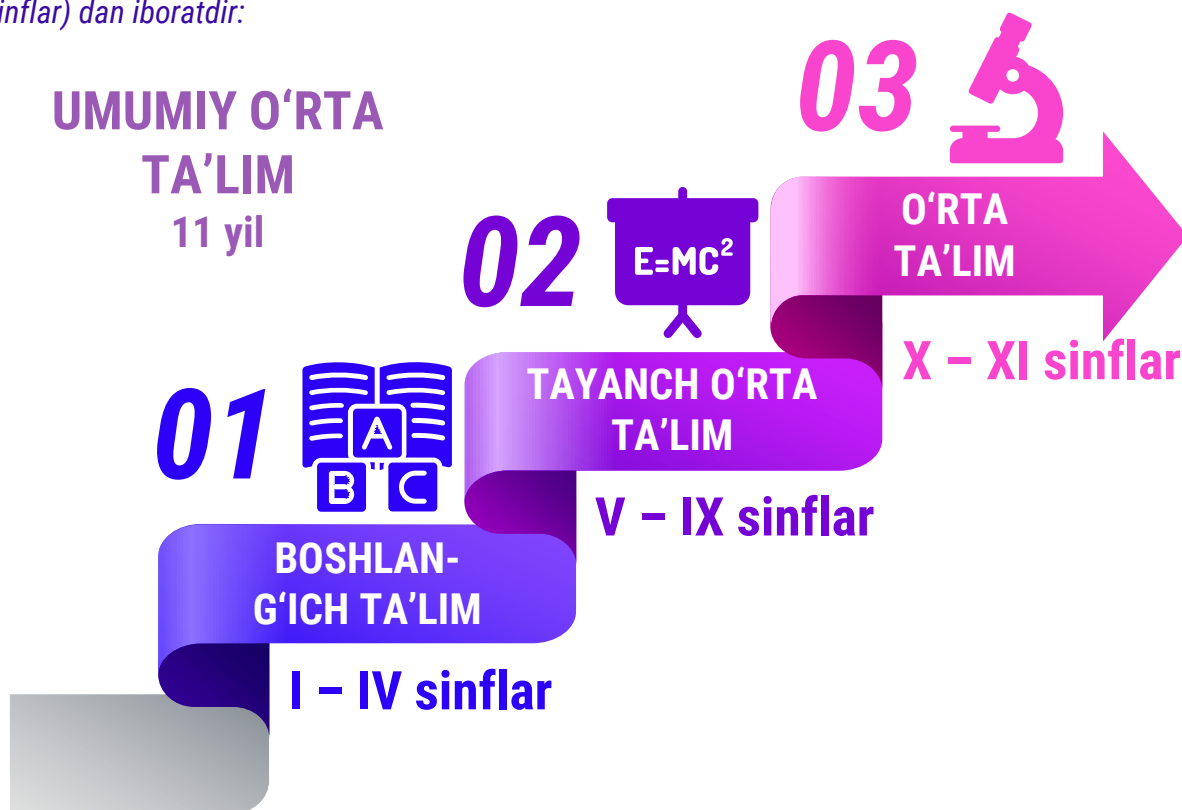 inflar) dan iboratdir:
UMUMIY O‘RTA
TA’LIM
11 yil
03
O‘RTA
TA’LIM
X – XI sinflar
02
E=MC²
TAYANCH O‘RTA
TA’LIM
V – IX sinflar
01
A
B C
BOSHLAN-
G‘ICH TA’LIM
I – IV sinflar